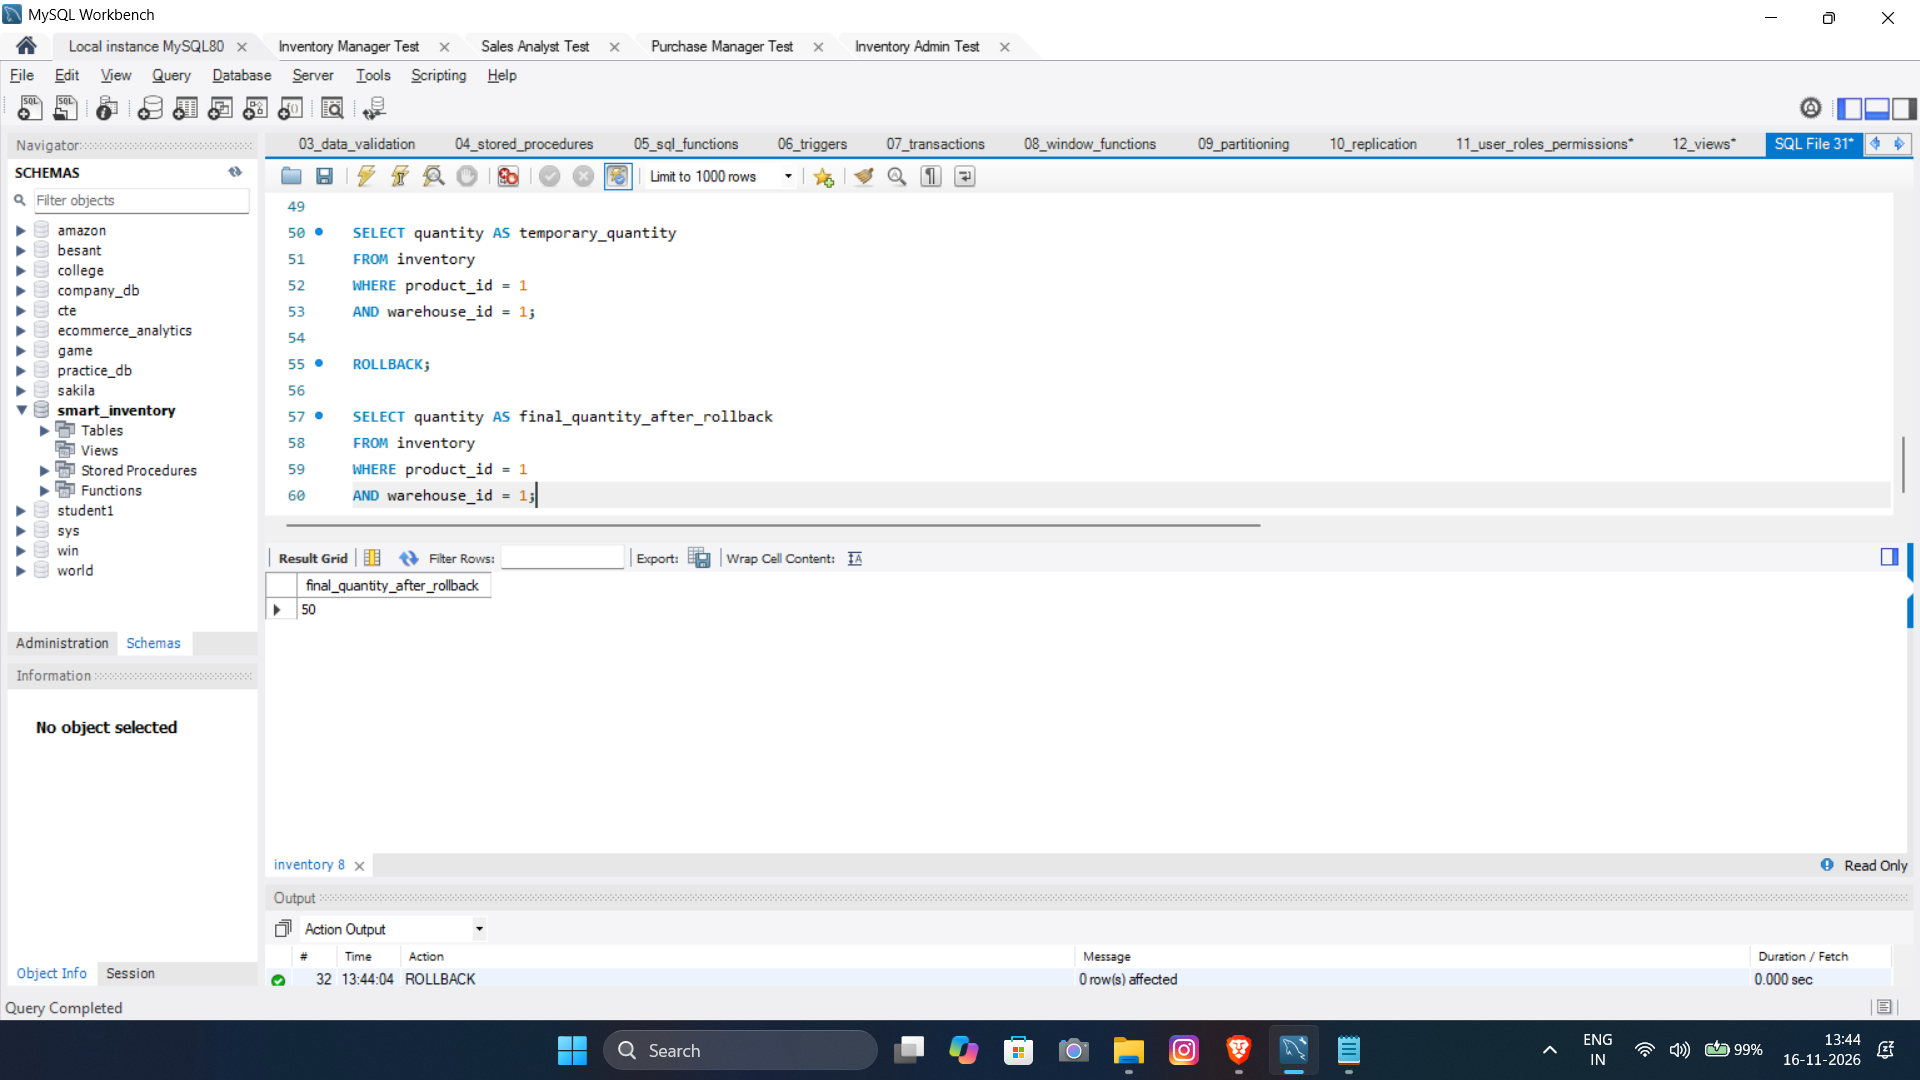 MySQL Workbench
Local instance MySQL80
Inventory Manager Test
Sales Analyst Test
Purchase Manager Test
Inventory Admin Test
File Edit View Query Database Server Tools Scripting Help
Navigator
03_data_validation
04_stored_procedures
05_sql_functions
06_triggers
07_transactions
08_window_functions
09_partitioning
10_replication
11_user_roles_permissions*
12_views*
SQL File 31*
SCHEMAS
Filter objects
amazon
besant
college
company_db
cte
ecommerce_analytics
game
practice_db
sakila
smart_inventory
Tables
Views
Stored Procedures
Functions
student1
sys
win
world
Administration Schemas
Information
No object selected
Object Info Session
Limit to 1000 rows
49
50 SELECT quantity AS temporary_quantity
51 FROM inventory
52 WHERE product_id = 1
53 AND warehouse_id = 1;
54
55 ROLLBACK;
56
57 SELECT quantity AS final_quantity_after_rollback
58 FROM inventory
59 WHERE product_id = 1
60 AND warehouse_id = 1;
Result Grid Filter Rows: Export: Wrap Cell Content:
final_quantity_after_rollback
50
inventory 8
Read Only
Output
Action Output
# Time Action Message Duration / Fetch
32 13:44:04 ROLLBACK 0 row(s) affected 0.000 sec
Query Completed
Search
ENG
IN
99%
13:44
16-11-2026